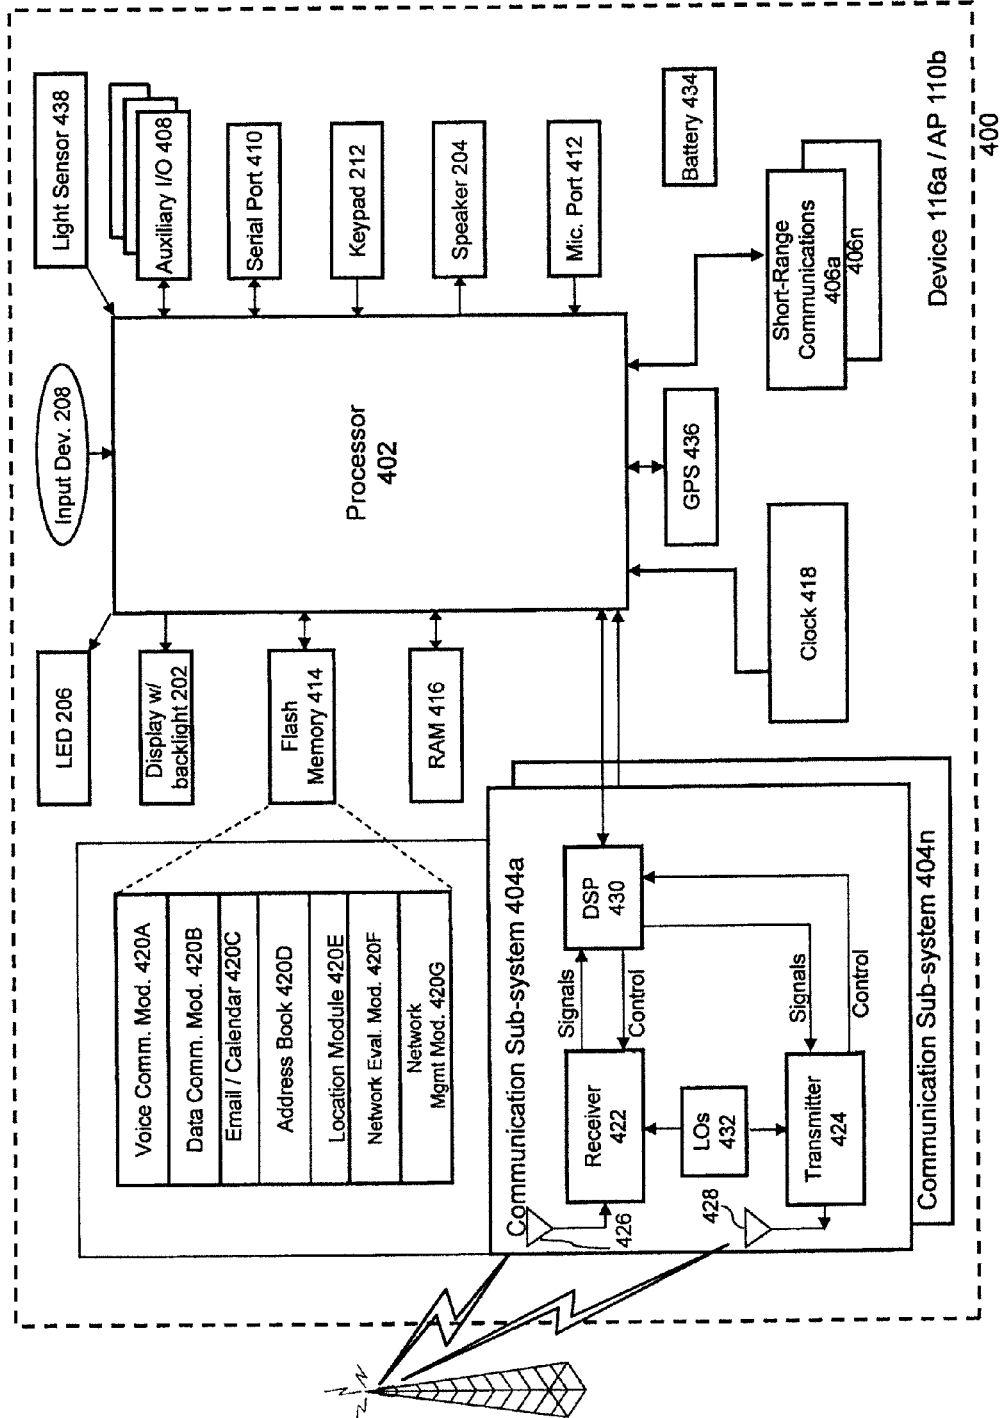 Voice Comm. Mod. 420A
Data Comm. Mod. 420B
Email / Calendar 420C
Address Book 420D
Location Module 420E
Network Eval. Mod. 420F
Network
Mgmt Mod. 420G
LED 206
Display w/
backlight 202
Flash
Memory 414
RAM 416
Input Dev. 208
Processor
402
Light Sensor 438
Auxiliary I/O 408
Serial Port 410
Keypad 212
Speaker 204
Mic. Port 412
Battery 434
Communication Sub-system 404a
Receiver
422
Signals
Control
DSP
430
426
LOs
432
428
Transmitter
424
Signals
Control
Communication Sub-system 404n
Clock 418
GPS 436
Short-Range
Communications
406a
406n
Device 116a / AP 110b
400